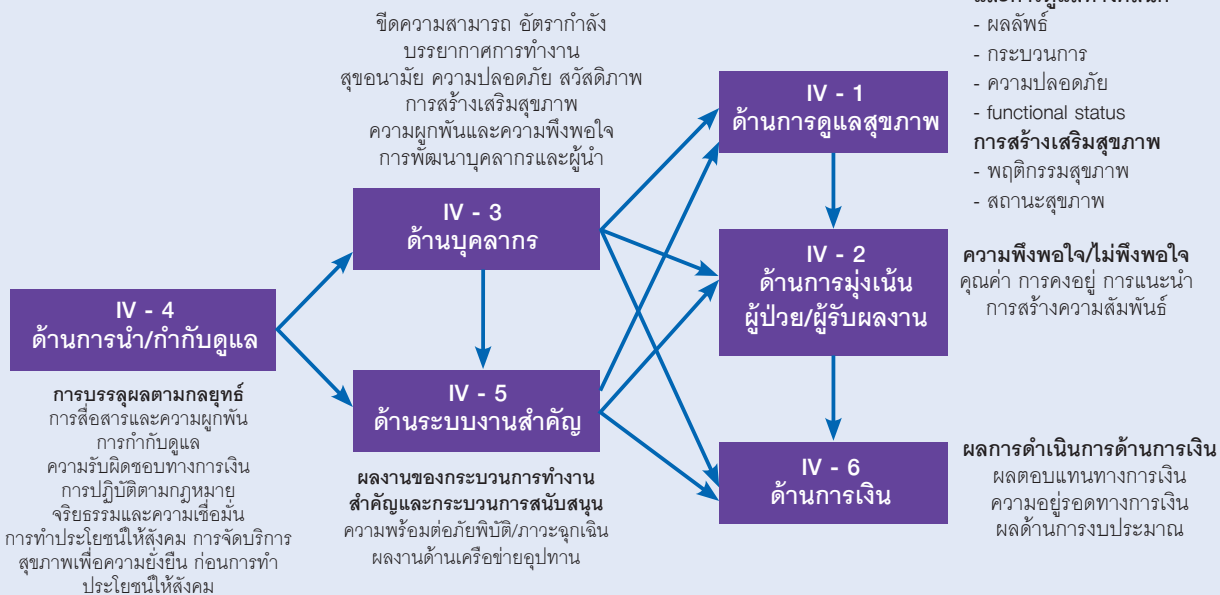 ขีดความสามารถ อัตรากำลัง
บรรยากาศการทำงาน
สุขอนามัย ความปลอดภัย สวัสดิภาพ
การสร้างเสริมสุขภาพ
ความผูกพันและความพึงพอใจ
การพัฒนาบุคลากรและผู้นำ
IV - 3
ด้านบุคลากร
IV - 4
ด้านการนำ/กำกับดูแล
การบรรลุผลตามกลยุทธ์
การสื่อสารและความผูกพัน
การกำกับดูแล
ความรับผิดชอบทางการเงิน
การปฏิบัติตามกฎหมาย
จริยธรรมและความเชื่อมั่น
การทำประโยชน์ให้สังคม การจัดบริการ
สุขภาพเพื่อความยั่งยืน ก่อนการทำ
ประโยชน์ให้สังคม
IV - 5
ด้านระบบงานสำคัญ
ผลงานของกระบวนการทำงาน
สำคัญและกระบวนการสนับสนุน
ความพร้อมต่อภัยพิบัติ/ภาวะฉุกเฉิน
ผลงานด้านเครือข่ายอุปทาน
IV - 1
ด้านการดูแลสุขภาพ
- ผลลัพธ์
- กระบวนการ
- ความปลอดภัย
- functional status
การสร้างเสริมสุขภาพ
- พฤติกรรมสุขภาพ
- สถานะสุขภาพ
IV - 2
ด้านการมุ่งเน้น
ผู้ป่วย/ผู้รับผลงาน
ความพึงพอใจ/ไม่พึงพอใจ
คุณค่า การคงอยู่ การแนะนำ
การสร้างความสัมพันธ์
IV - 6
ด้านการเงิน
ผลการดำเนินการด้านการเงิน
ผลตอบแทนทางการเงิน
ความอยู่รอดทางการเงิน
ผลด้านการงบประมาณ